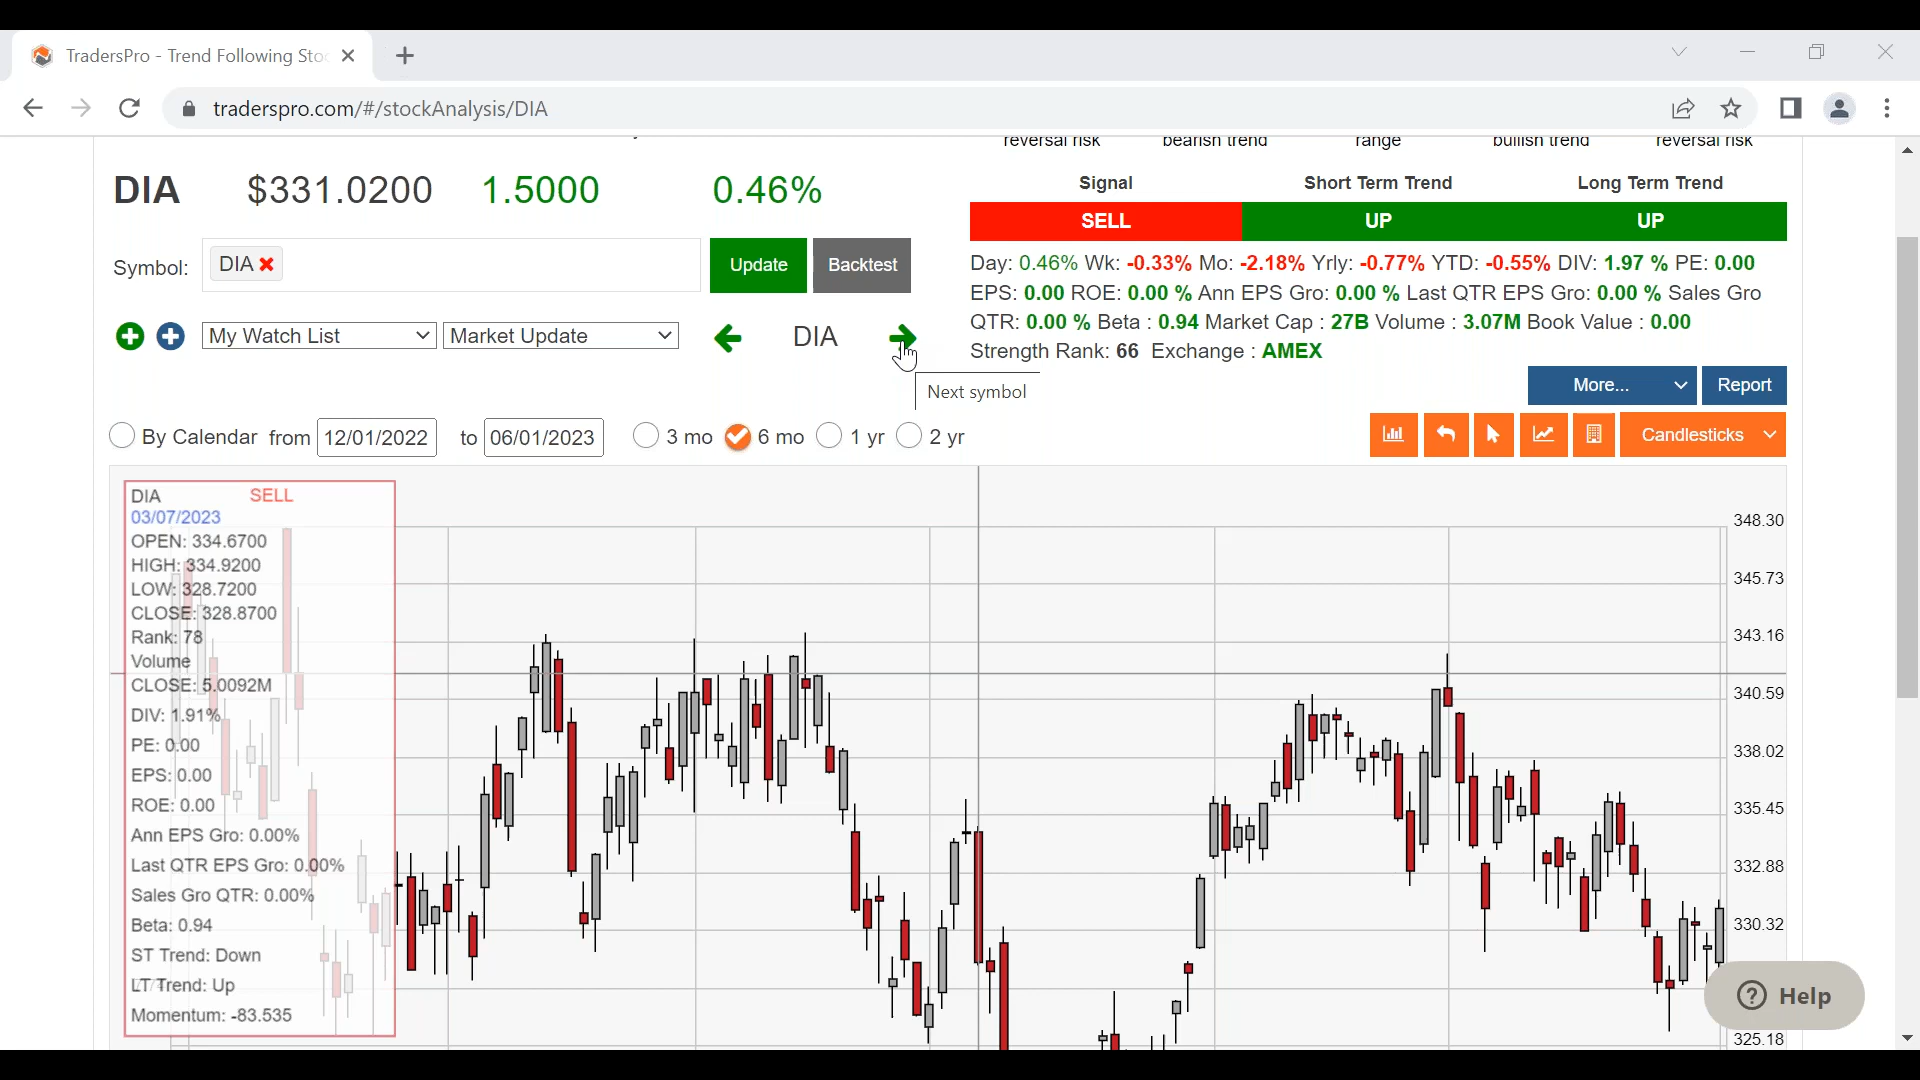 TradersPro - Trend Following Stoc
traderspro.com/#/stockAnalysis/DIA
reversal risk bearish trend range bullish trend reversal risk
DIA $331.0200 1.5000 0.46%
Signal Short Term Trend Long Term Trend
SELL UP UP
Symbol: DIA Update Backtest
Day: 0.46% Wk: -0.33% Mo: -2.18% Yrly: -0.77% YTD: -0.55% DIV: 1.97 % PE: 0.00
EPS: 0.00 ROE: 0.00 % Ann EPS Gro: 0.00 % Last QTR EPS Gro: 0.00 % Sales Gro
QTR: 0.00 % Beta : 0.94 Market Cap : 27B Volume : 3.07M Book Value : 0.00
Strength Rank: 66 Exchange : AMEX
My Watch List Market Update DIA
Next symbol
More... Report
By Calendar from 12/01/2022 to 06/01/2023 3 mo 6 mo 1 yr 2 yr
Candlesticks
DIA SELL
03/07/2023
OPEN: 334.6700
HIGH: 334.9200
LOW: 328.7200
CLOSE: 328.8700
Rank: 78
Volume
CLOSE: 5.0092M
DIV: 1.91%
PE: 0.00
EPS: 0.00
ROE: 0.00
Ann EPS Gro: 0.00%
Last QTR EPS Gro: 0.00%
Sales Gro QTR: 0.00%
Beta: 0.94
ST Trend: Down
LT Trend: Up
Momentum: -83.535
348.30
345.73
343.16
340.59
338.02
335.45
332.88
330.32
325.18
Help